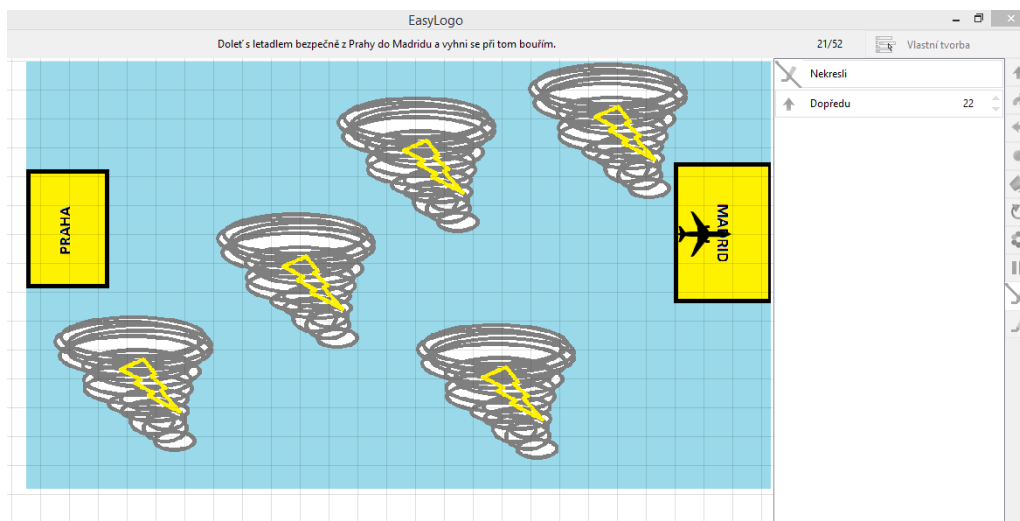 EasyLogo
Doleť s letadlem bezpečně z Prahy do Madridu a vyhni se při tom bouřím.
21/52
Vlastní tvorba
Nekresli
Dopředu 22
PRAHA
MADRID